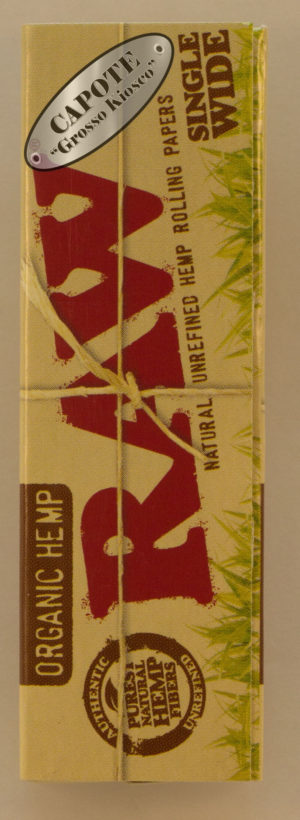 CAPOTE
"Grosso Kiosco"
SINGLE
WIDE
RAW
NATURAL UNREFINED HEMP ROLLING PAPERS
ORGANIC HEMP
AUTHENTIC
PUREST
NATURAL
HEMP
FIBERS
UNREFINED